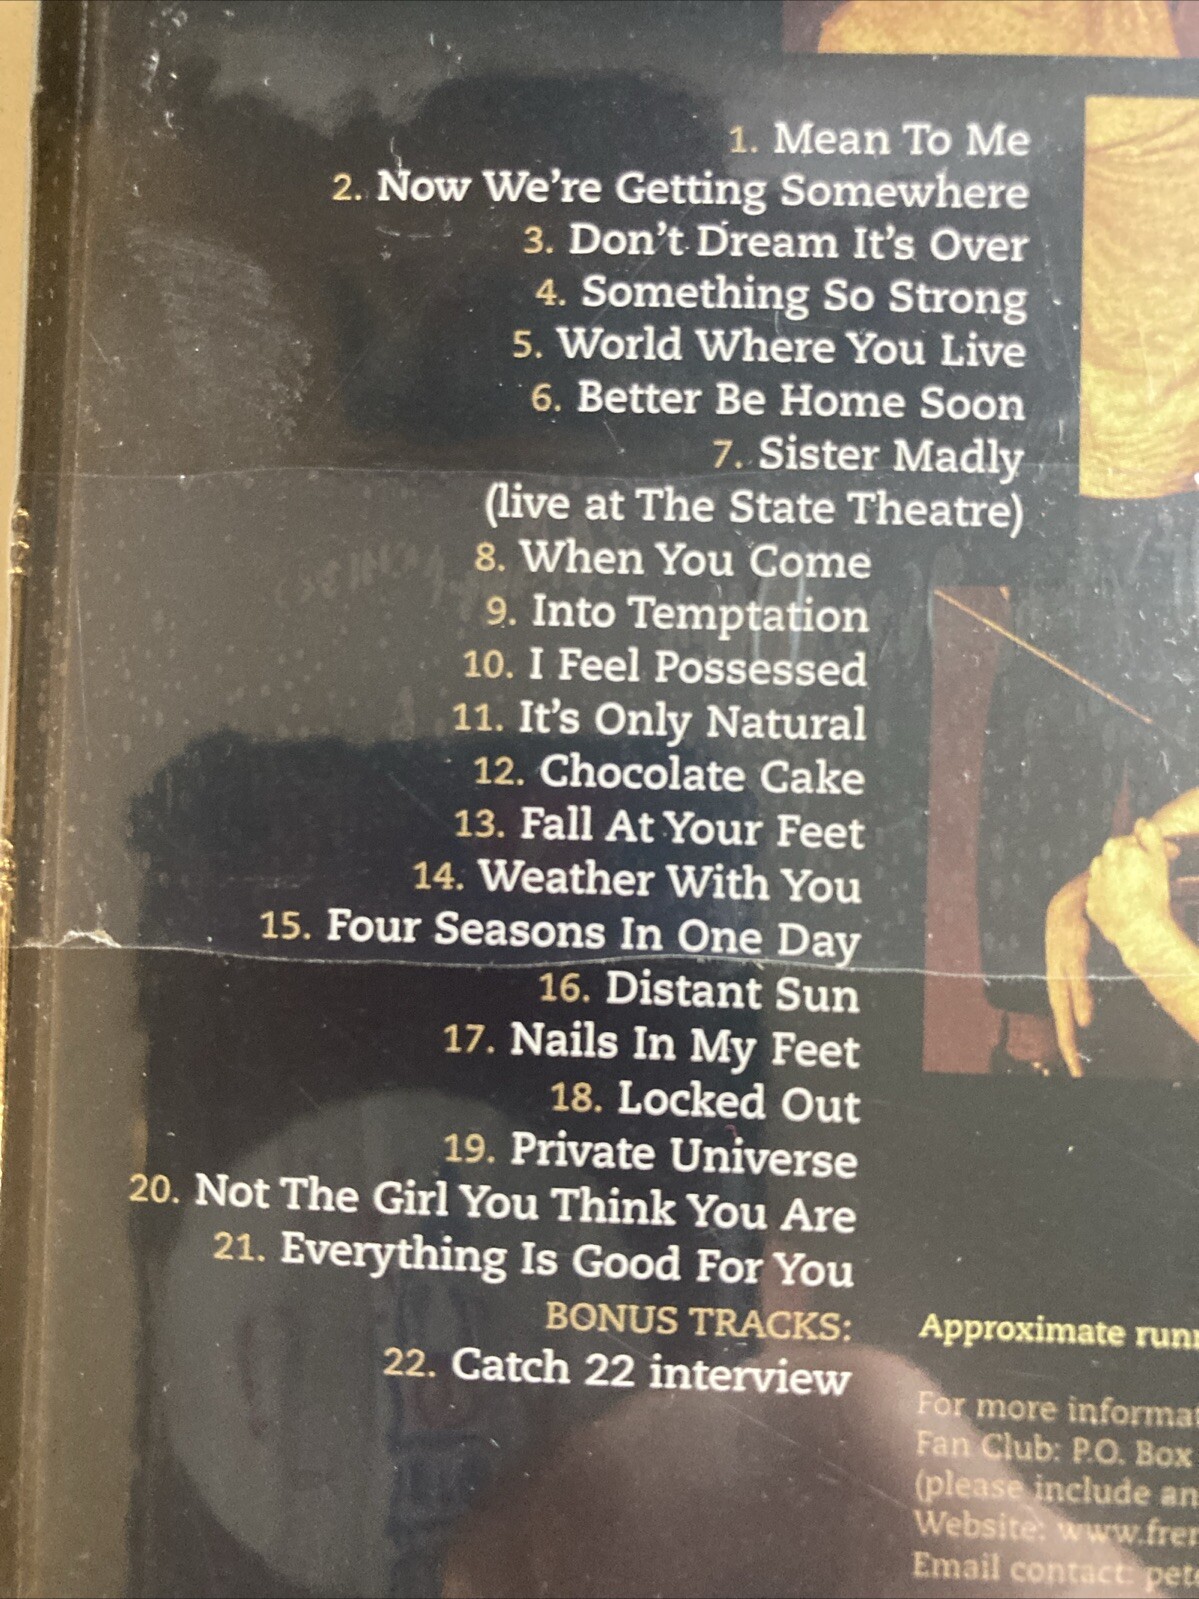 1. Mean To Me
2. Now We're Getting Somewhere
3. Don't Dream It's Over
4. Something So Strong
5. World Where You Live
6. Better Be Home Soon
7. Sister Madly
(live at The State Theatre)
8. When You Come
9. Into Temptation
10. I Feel Possessed
11. It's Only Natural
12. Chocolate Cake
13. Fall At Your Feet
14. Weather With You
15. Four Seasons In One Day
16. Distant Sun
17. Nails In My Feet
18. Locked Out
19. Private Universe
20. Not The Girl You Think You Are
21. Everything Is Good For You
BONUS TRACKS:
22. Catch 22 interview
Approximate
For more
Fan Club: P.O. Box
(please include
Website:
Email contact: